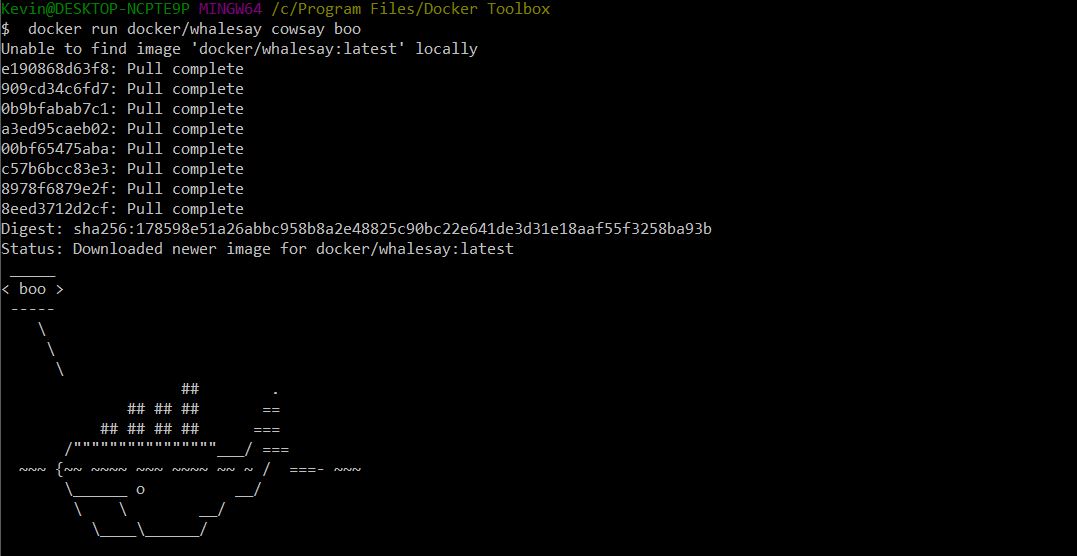 Kevin@DESKTOP-NCPTE9P MINGW64 /c/Program Files/Docker Toolbox
$  docker run docker/whalesay cowsay boo
Unable to find image 'docker/whalesay:latest' locally
e190868d63f8: Pull complete
909cd34c6fd7: Pull complete
0b9bfabab7c1: Pull complete
a3ed95caeb02: Pull complete
00bf65475aba: Pull complete
c57b6bcc83e3: Pull complete
8978f6879e2f: Pull complete
8eed3712d2cf: Pull complete
Digest: sha256:178598e51a26abbc958b8a2e48825c90bc22e641de3d31e18aaf55f3258ba93b
Status: Downloaded newer image for docker/whalesay:latest
 _____
< boo >
 -----
    \
     \
      \
                    ##        .
              ## ## ##       ==
           ## ## ## ##      ===
       /""""""""""""""""___/ ===
  ~~~ {~~ ~~~~ ~~~ ~~~~ ~~ ~ /  ===- ~~~
       \______ o          __/
        \    \        __/
          \____\______/